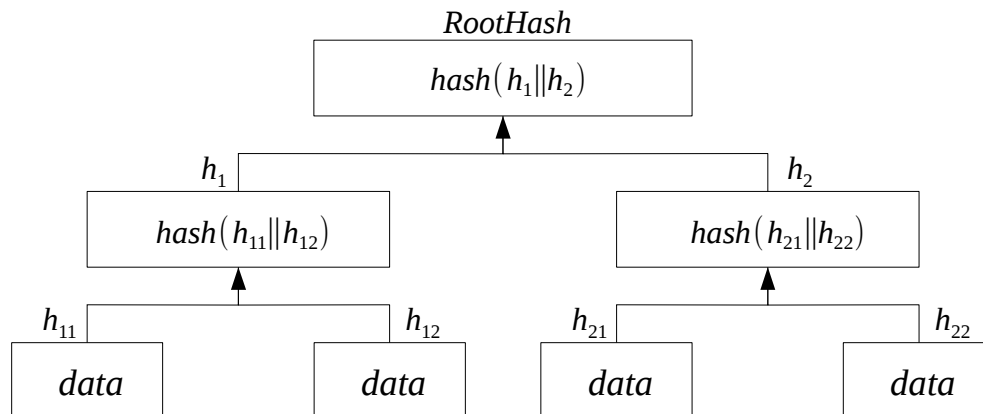 RootHash
hash(h₁||h₂)
h₁ h₂
hash(h₁₁||h₁₂) hash(h₂₁||h₂₂)
h₁₁ h₁₂ h₂₁ h₂₂
data data data data